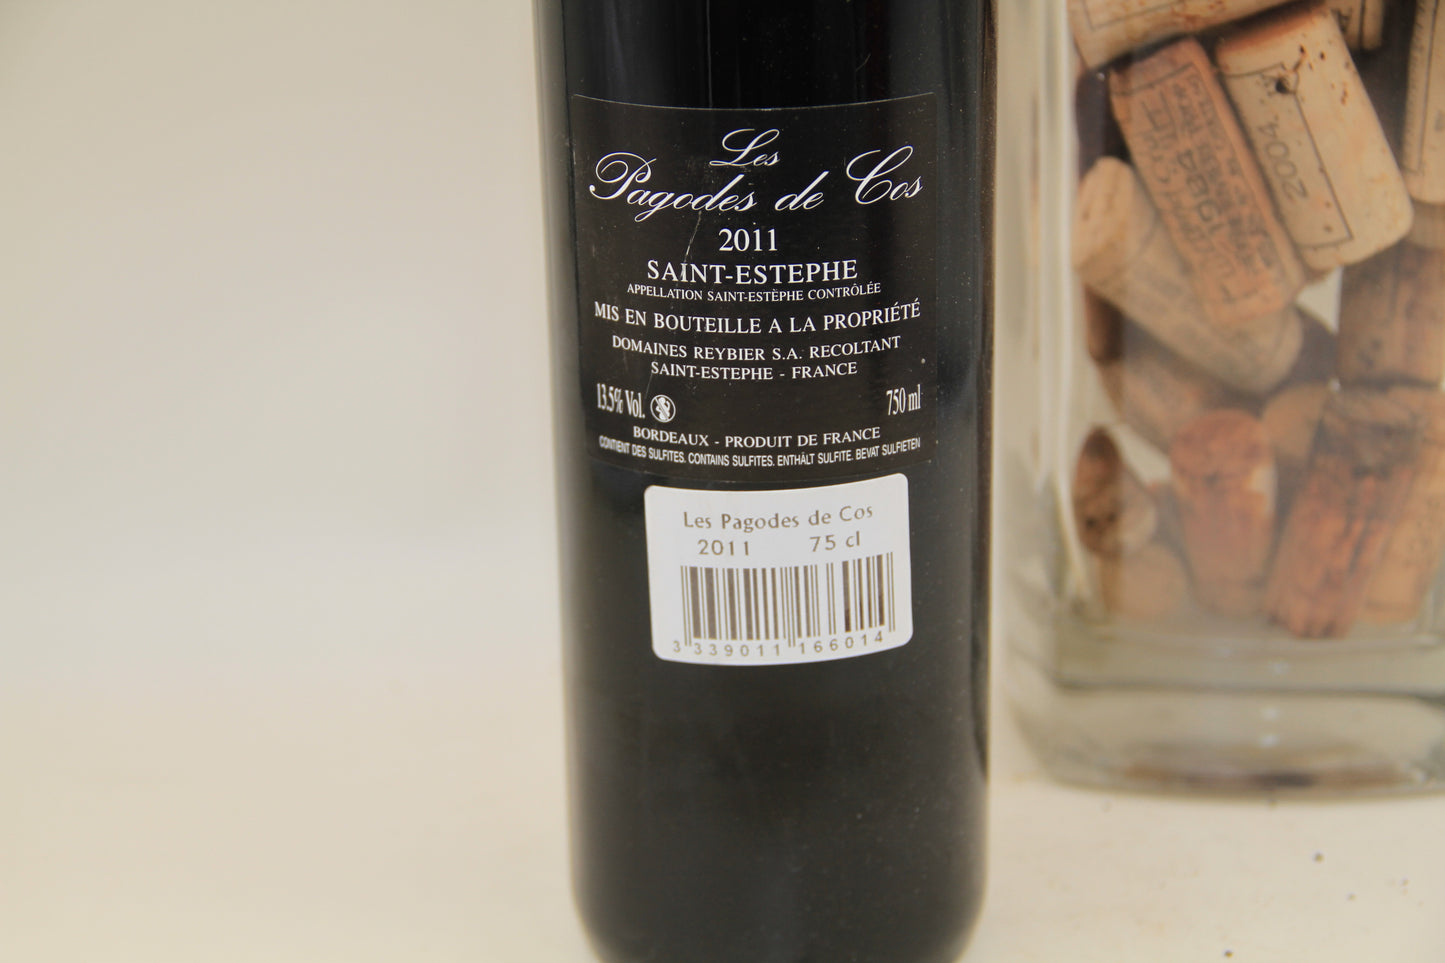 Les
Pagodes de Cos
2011
SAINT-ESTEPHE
APPELLATION SAINT-ESTÈPHE CONTRÔLÉE
MIS EN BOUTEILLE A LA PROPRIÉTÉ
DOMAINES REYBIER S.A. RECOLTANT
SAINT-ESTEPHE - FRANCE
13.5% Vol. 750 ml
BORDEAUX - PRODUIT DE FRANCE
CONTIENT DES SULFITES. CONTAINS SULFITES. ENTHÄLT SULFITE. BEVAT SULFIETEN
Les Pagodes de Cos
2011 75 cl
3 339011 166014
2004